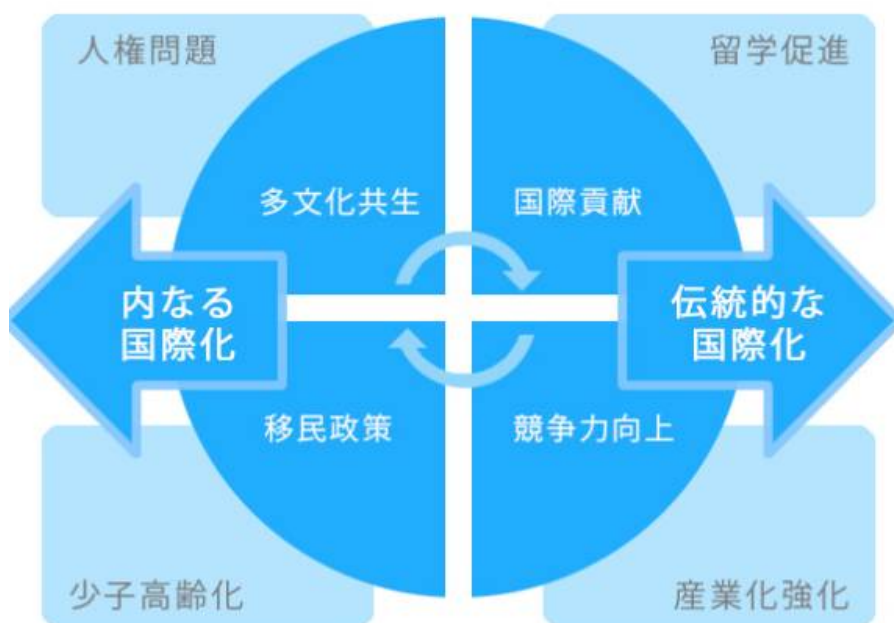 人権問題
留学促進
多文化共生
国際貢献
内なる
国際化
伝統的な
国際化
移民政策
競争力向上
少子高齢化
産業化強化